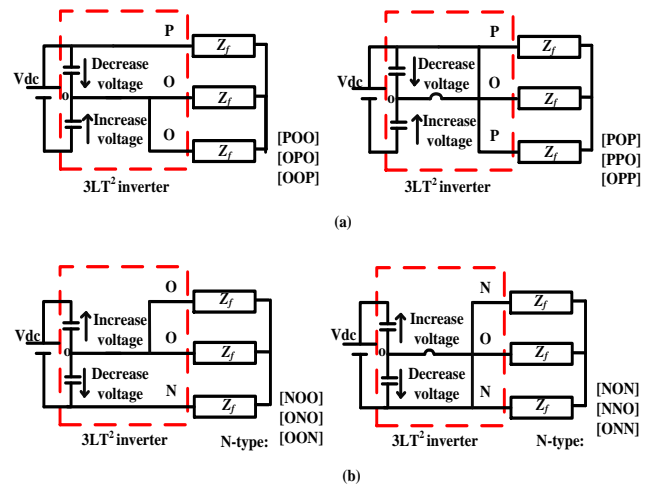 P
Z_f
Vdc
Decrease
voltage
o
O
Z_f
Increase
voltage
O
Z_f
[POO]
[OPO]
[OOP]
3LT² inverter
P
Z_f
Vdc
Decrease
voltage
o
O
Z_f
Increase
voltage
P
Z_f
[POP]
[PPO]
[OPP]
3LT² inverter
(a)
O
Z_f
Vdc
Increase
voltage
o
O
Z_f
Decrease
voltage
N
Z_f
[NOO]
[ONO]
[OON]
3LT² inverter
N-type:
N
Z_f
Vdc
Increase
voltage
o
O
Z_f
Decrease
voltage
N
Z_f
[NON]
[NNO]
[ONN]
3LT² inverter
N-type:
(b)